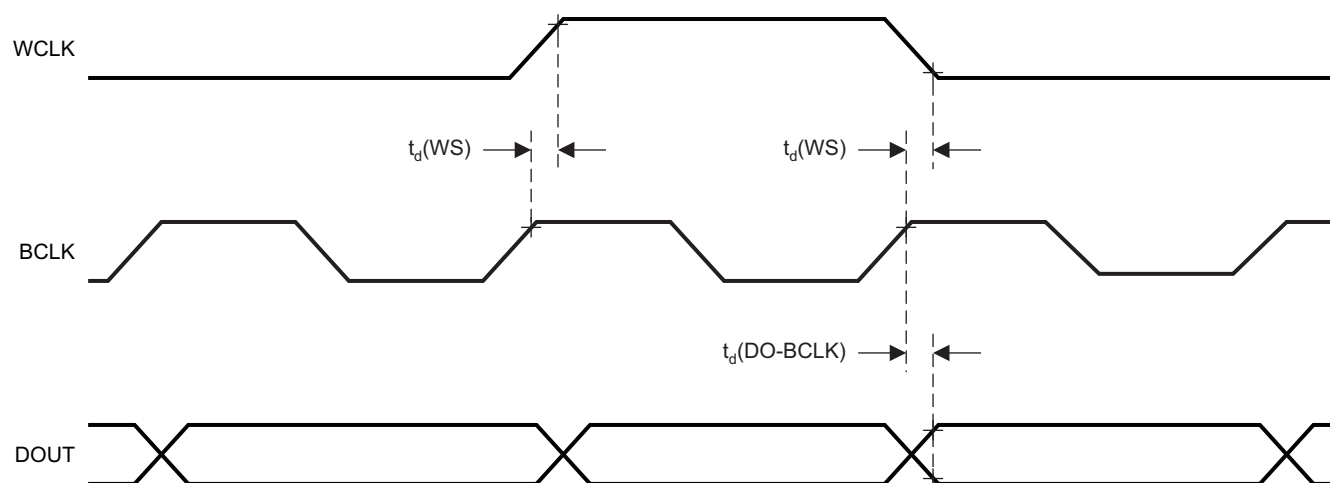 WCLK
td(WS)
td(WS)
BCLK
td(DO-BCLK)
DOUT